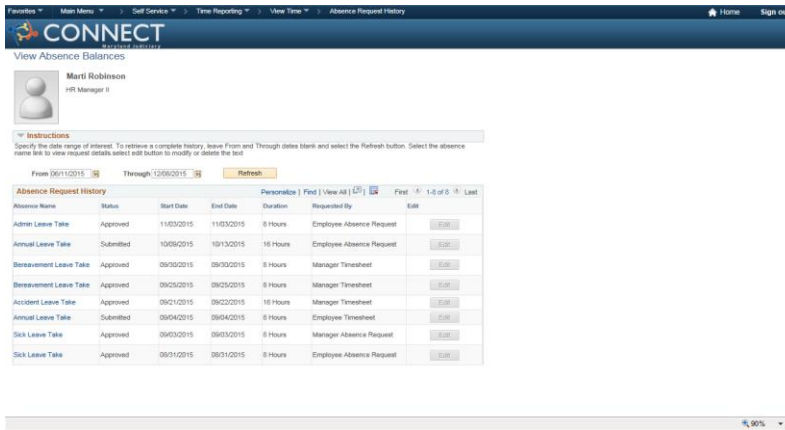 Favorites Main Menu > Self Service > Time Reporting > View Time > Absence Request History Home Sign ou
CONNECT
Maryland Judiciary
View Absence Balances
Marti Robinson
HR Manager II
Instructions
Specify the date range of interest. To retrieve a complete history, leave From and Through dates blank and select the Refresh button. Select the absence
name link to view request details.select edit button to modify or delete the text
From 06/11/2015 Through 12/08/2015 Refresh
Absence Request History Personalize | Find | View All | First 1-8 of 8 Last
Absence Name Status Start Date End Date Duration Requested By Edit
Admin Leave Take Approved 11/03/2015 11/03/2015 8 Hours Employee Absence Request Edit
Annual Leave Take Submitted 10/09/2015 10/13/2015 16 Hours Employee Absence Request Edit
Bereavement Leave Take Approved 09/30/2015 09/30/2015 8 Hours Manager Timesheet Edit
Bereavement Leave Take Approved 09/25/2015 09/25/2015 8 Hours Manager Timesheet Edit
Accident Leave Take Approved 09/21/2015 09/22/2015 16 Hours Manager Timesheet Edit
Annual Leave Take Submitted 09/04/2015 09/04/2015 8 Hours Employee Timesheet Edit
Sick Leave Take Approved 09/03/2015 09/03/2015 8 Hours Manager Absence Request Edit
Sick Leave Take Approved 08/31/2015 08/31/2015 8 Hours Employee Absence Request Edit
90%